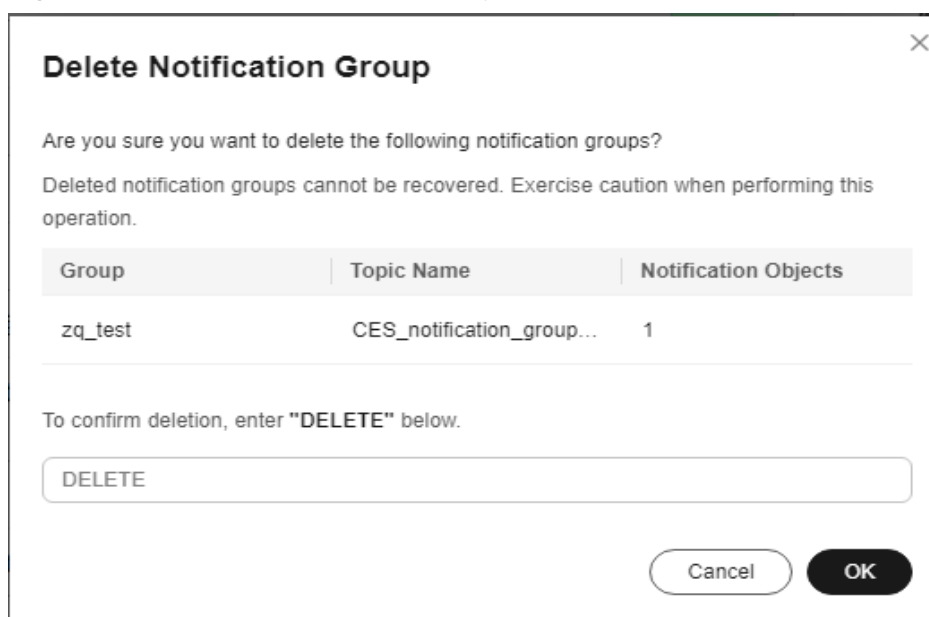 Delete Notification Group
Are you sure you want to delete the following notification groups?
Deleted notification groups cannot be recovered. Exercise caution when performing this
operation.
Group Topic Name Notification Objects
zq_test CES_notification_group... 1
To confirm deletion, enter "DELETE" below.
DELETE
Cancel OK